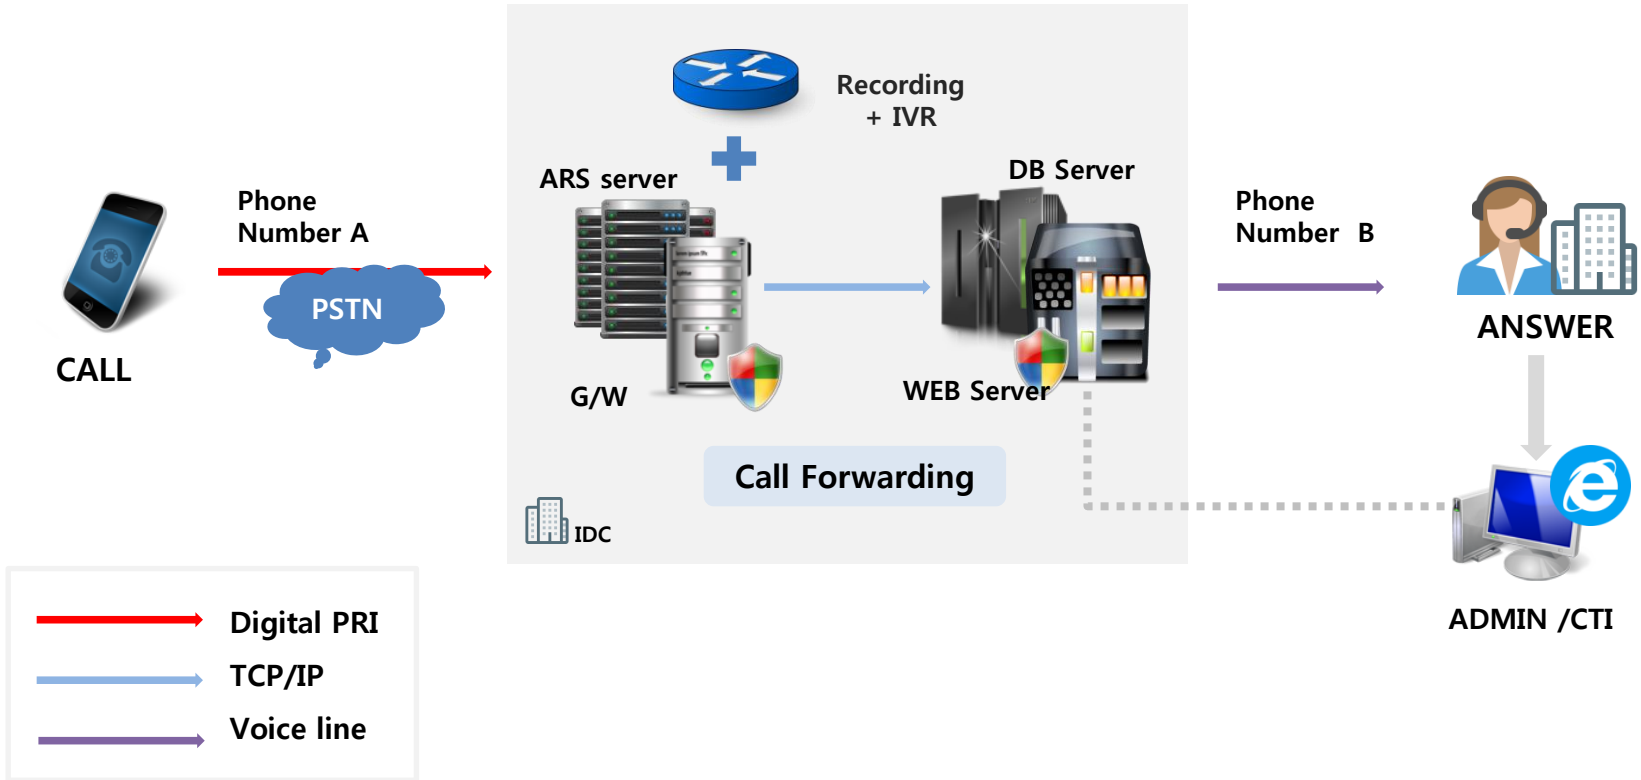 Recording
+ IVR
ARS server
DB Server
Phone
Number A
PSTN
CALL
G/W
WEB Server
Phone
Number B
ANSWER
Call Forwarding
IDC
ADMIN /CTI
Digital PRI
TCP/IP
Voice line